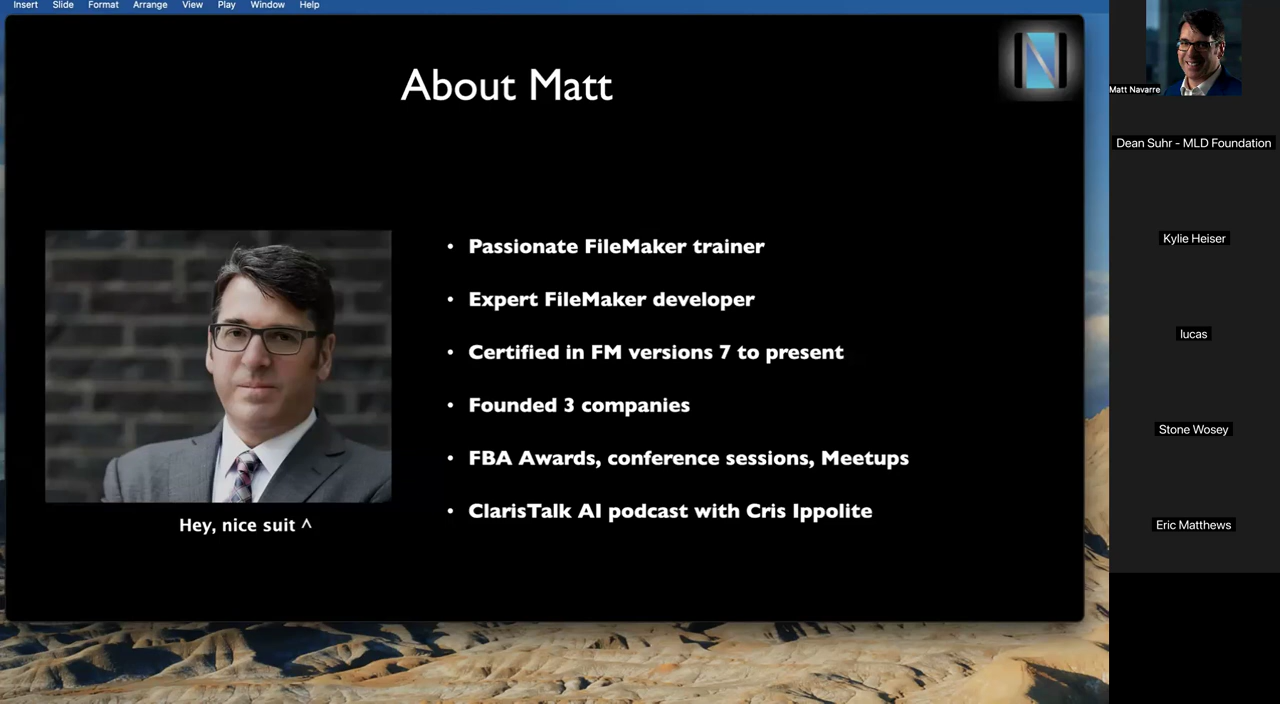 Insert Slide Format Arrange View Play Window Help
About Matt
N
• Passionate FileMaker trainer
• Expert FileMaker developer
• Certified in FM versions 7 to present
• Founded 3 companies
• FBA Awards, conference sessions, Meetups
• ClarisTalk AI podcast with Cris Ippolite
Hey, nice suit ^
Matt Navarre
Dean Suhr - MLD Foundation
Kylie Heiser
lucas
Stone Wosey
Eric Matthews